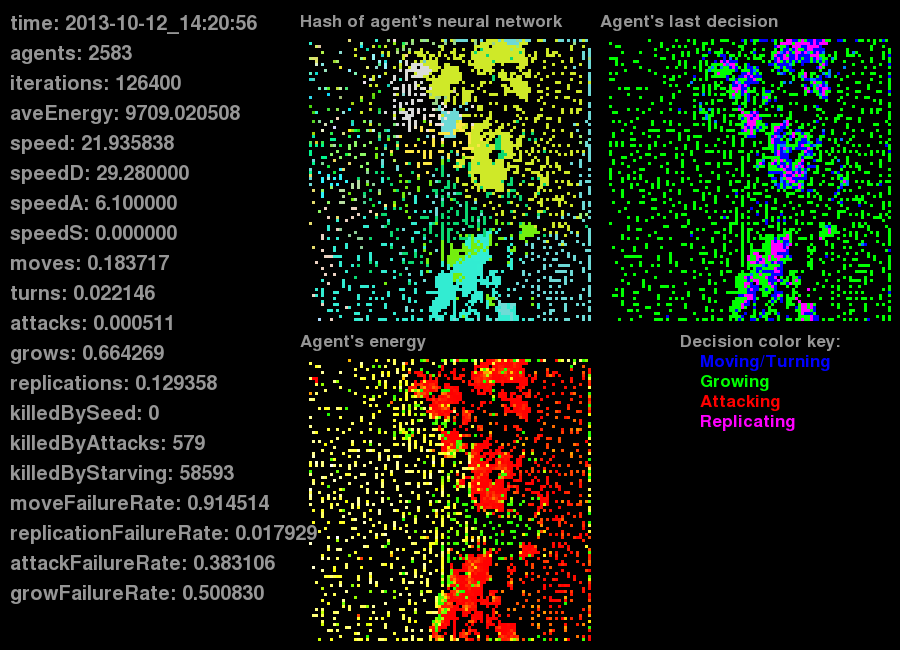 time: 2013-10-12_14:20:56
agents: 2583
iterations: 126400
aveEnergy: 9709.020508
speed: 21.935838
speedD: 29.280000
speedA: 6.100000
speedS: 0.000000
moves: 0.183717
turns: 0.022146
attacks: 0.000511
grows: 0.664269
replications: 0.129358
killedBySeed: 0
killedByAttacks: 579
killedByStarving: 58593
moveFailureRate: 0.914514
replicationFailureRate: 0.017929
attackFailureRate: 0.383106
growFailureRate: 0.500830
Hash of agent's neural network
Agent's last decision
Agent's energy
Decision color key:
Moving/Turning
Growing
Attacking
Replicating